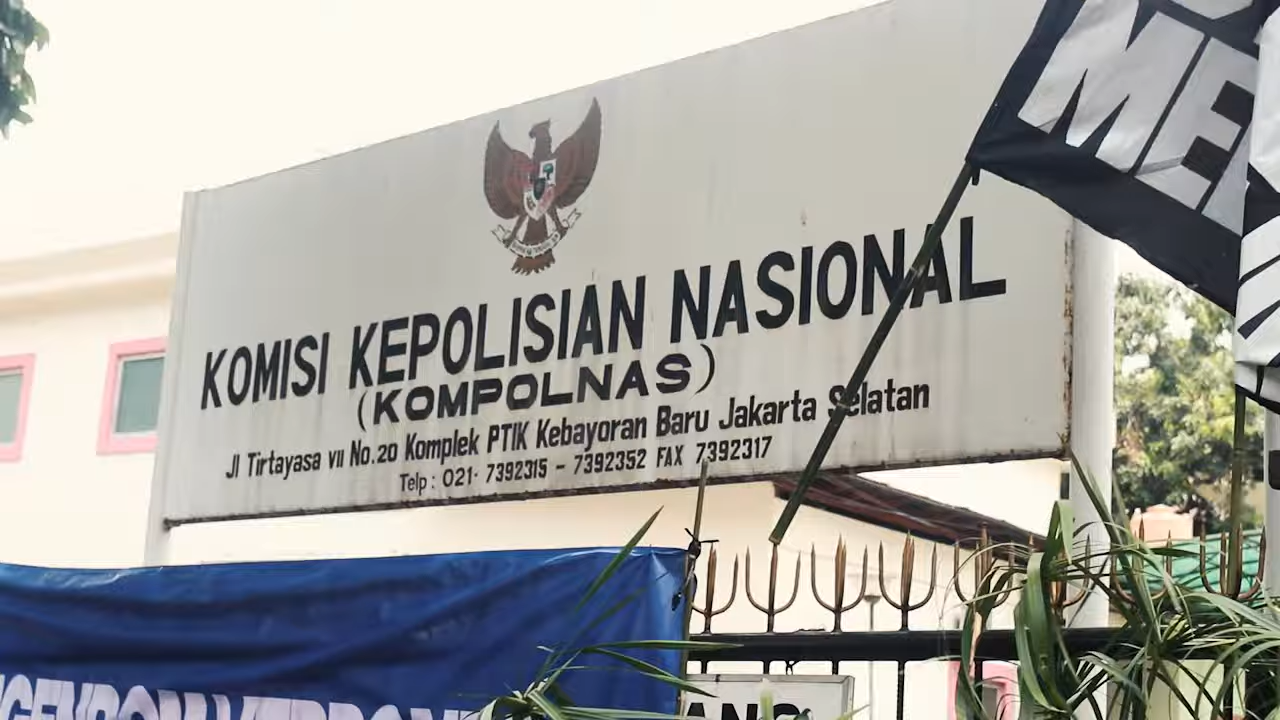 KOMISI KEPOLISIAN NASIONAL
(KOMPOLNAS)
Jl Tirtayasa VII No.20 Komplek PTIK Kebayoran Baru Jakarta Selatan
Telp : 021- 7392315 - 7392352 FAX 7392317
ME